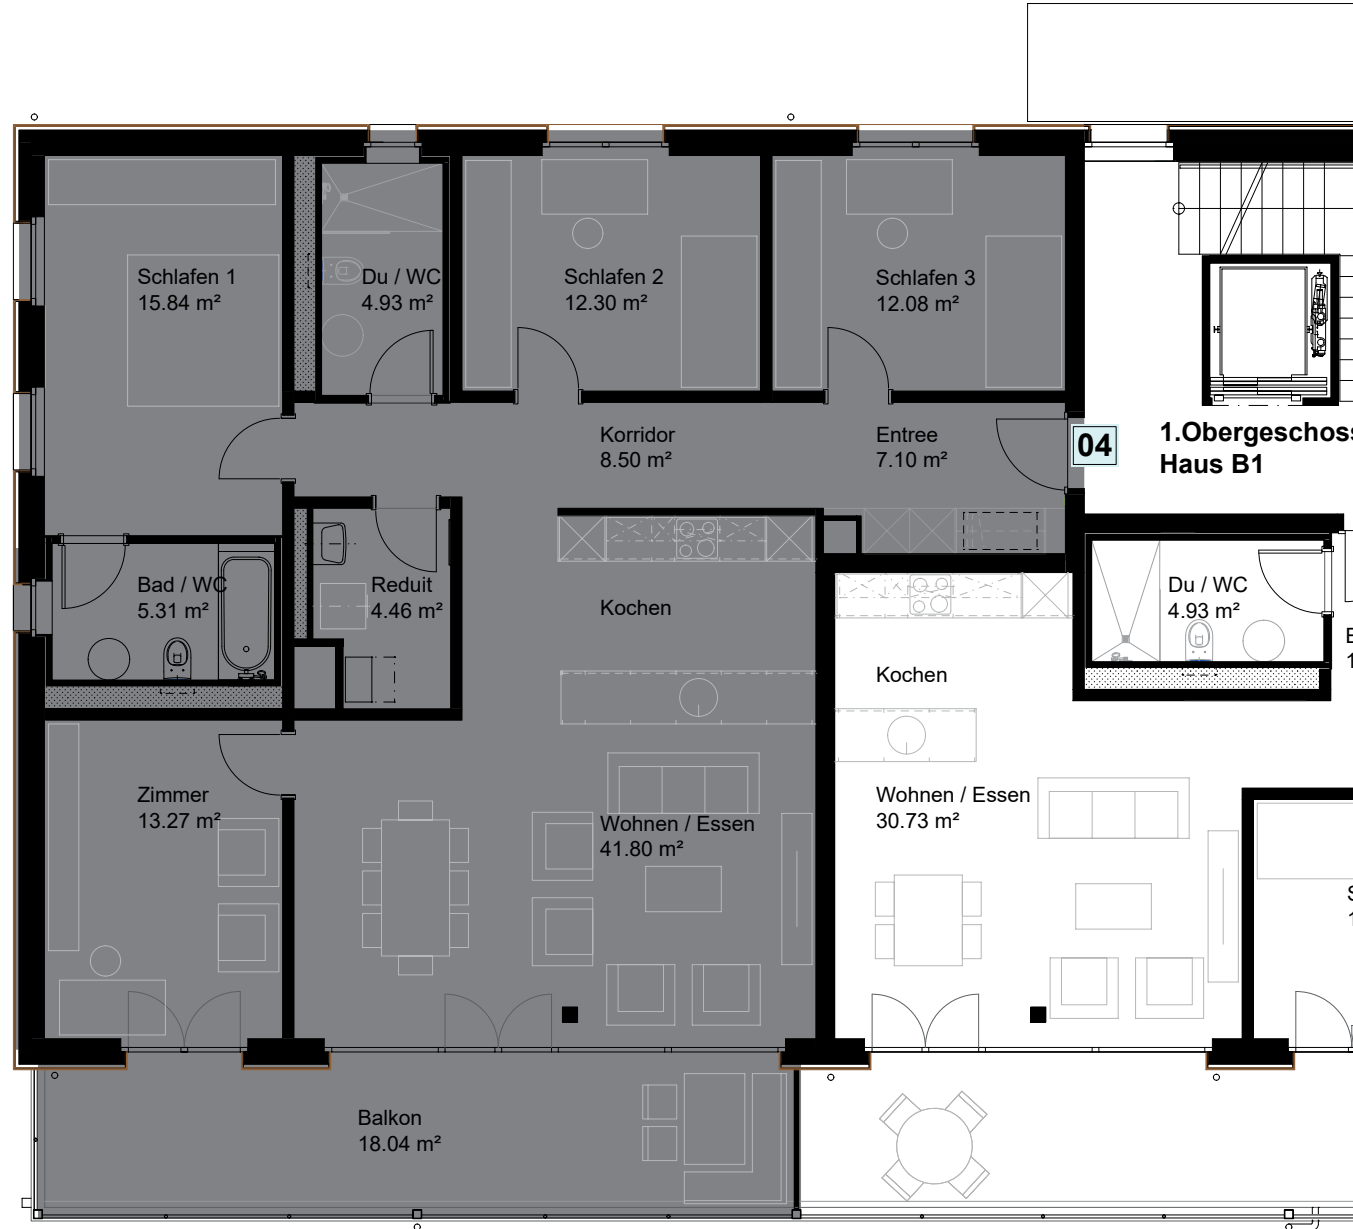 Schlafen 1
15.84 m²
Du / WC
4.93 m²
Schlafen 2
12.30 m²
Schlafen 3
12.08 m²
Korridor
8.50 m²
Entree
7.10 m²
04
1.Obergeschoss
Haus B1
Bad / WC
5.31 m²
Reduit
4.46 m²
Kochen
Du / WC
4.93 m²
Kochen
Zimmer
13.27 m²
Wohnen / Essen
41.80 m²
Wohnen / Essen
30.73 m²
Balkon
18.04 m²